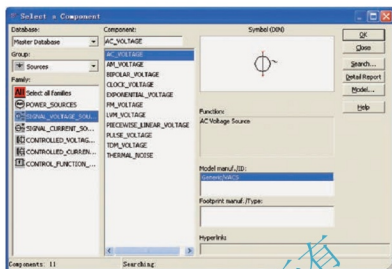 Select a Component
Database:
Master Database
Group:
Sources
Family:
All Select all families
POWER_SOURCES
SIGNAL_VOLTAGE_SOU...
SIGNAL_CURRENT_SO...
CONTROLLED_VOLTAG...
CONTROLLED_CURREN...
CONTROL_FUNCTION_...
Component:
AC_VOLTAGE
AC_VOLTAGE
AM_VOLTAGE
BIPOLAR_VOLTAGE
CLOCK_VOLTAGE
EXPONENTIAL_VOLTAGE
FM_VOLTAGE
LVM_VOLTAGE
PIECEWISE_LINEAR_VOLTAGE
PULSE_VOLTAGE
TDM_VOLTAGE
THERMAL_NOISE
Symbol (DIN)
Function:
AC Voltage Source
Model manuf./ID:
Generic/VACS
Footprint manuf./Type:
Hyperlink
OK
Close
Search...
Detail Report
Model...
Help
Components: 11
Searching: